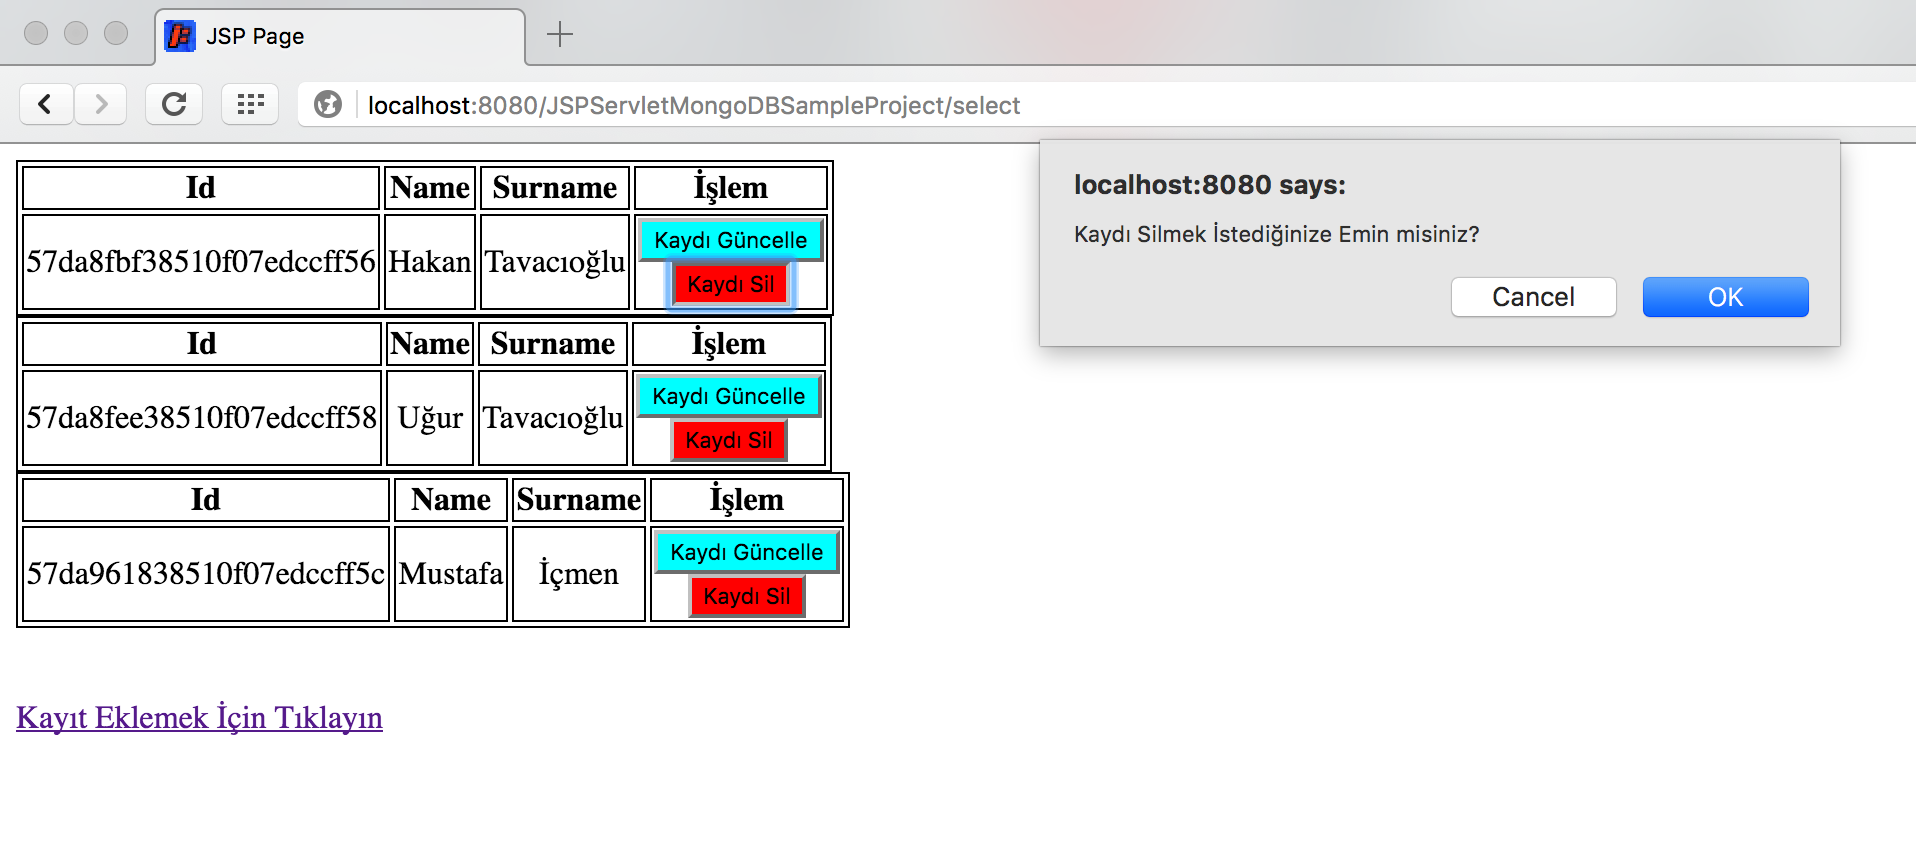 JSP Page
localhost:8080/JSPServletMongoDBSampleProject/select
localhost:8080 says:
Kaydı Silmek İstediğinize Emin misiniz?
Cancel OK
Id Name Surname İşlem
57da8fbf38510f07edccff56 Hakan Tavacıoğlu Kaydı Güncelle
Kaydı Sil
Id Name Surname İşlem
57da8fee38510f07edccff58 Uğur Tavacıoğlu Kaydı Güncelle
Kaydı Sil
Id Name Surname İşlem
57da961838510f07edccff5c Mustafa İçmen Kaydı Güncelle
Kaydı Sil
Kayıt Eklemek İçin Tıklayın